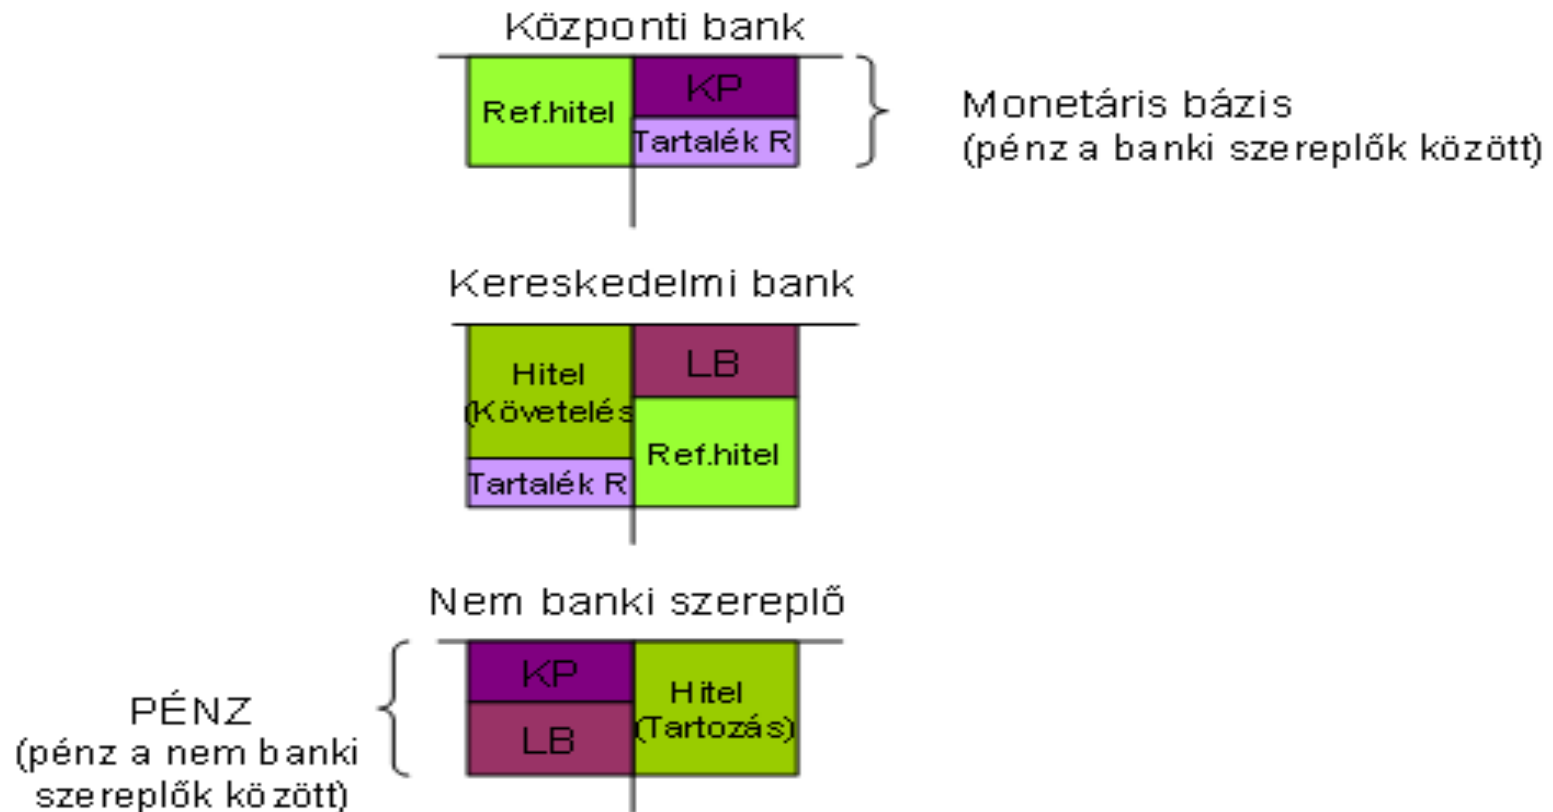 Központi bank
Ref.hitel
KP
Tartalék R
Monetáris bázis
(pénz a banki szereplők között)
Kereskedelmi bank
Hitel
(Követelés
Tartalék R
LB
Ref.hitel
Nem banki szereplő
KP
LB
Hitel
(Tartozás)
PÉNZ
(pénz a nem banki
szereplők között)